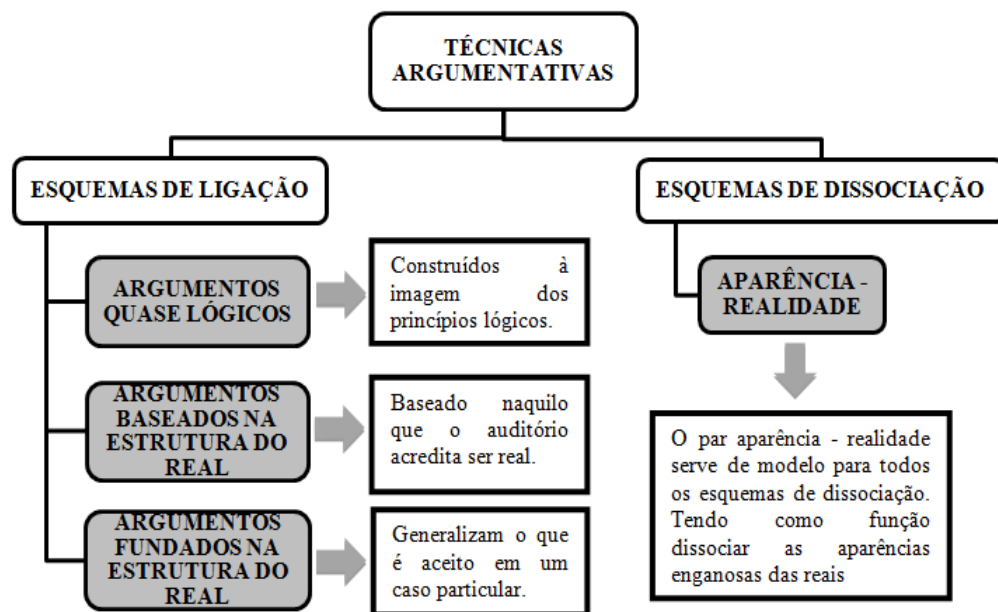 TÉCNICAS
ARGUMENTATIVAS
ESQUEMAS DE LIGAÇÃO
ARGUMENTOS
QUASE LÓGICOS
Construídos à
imagem dos
princípios lógicos.
ARGUMENTOS
BASEADOS NA
ESTRUTURA DO
REAL
Baseado naquilo
que o auditório
acredita ser real.
ARGUMENTOS
FUNDADOS NA
ESTRUTURA DO
REAL
Generalizam o que
é aceito em um
caso particular.
ESQUEMAS DE DISSOCIAÇÃO
APARÊNCIA -
REALIDADE
O par aparência - realidade
serve de modelo para todos
os esquemas de dissociação.
Tendo como função
dissociar as aparências
enganosas das reais